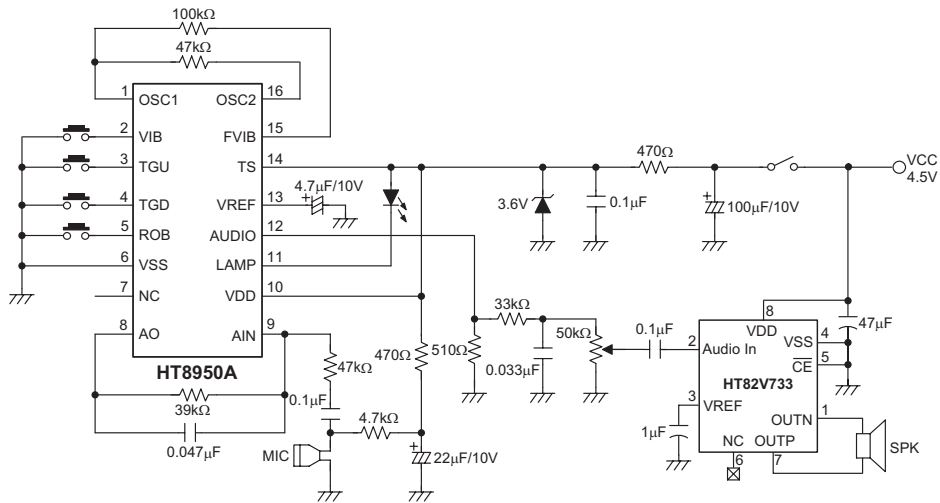 100kΩ
47kΩ
1 OSC1 OSC2 16
2 VIB FVIB 15
3 TGU TS 14
4 TGD VREF 13
5 ROB AUDIO 12
6 VSS LAMP 11
7 NC VDD 10
8 AO AIN 9
HT8950A
39kΩ
0.047μF
4.7μF/10V
47kΩ
0.1μF
MIC
4.7kΩ
470Ω
22μF/10V
510Ω
33kΩ
0.033μF
50kΩ
0.1μF
3.6V
0.1μF
470Ω
100μF/10V
VCC
4.5V
47μF
8
VDD
2 Audio In
VSS 4
CE 5
HT82V733
3 VREF
1μF
OUTN 1
NC OUTP
6 7
SPK